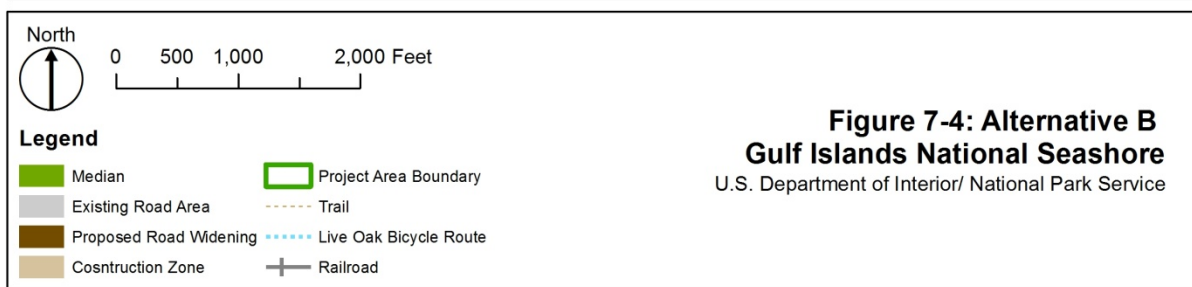 North
0 500 1,000 2,000 Feet
Legend
Median
Existing Road Area
Proposed Road Widening
Cosntruction Zone
Project Area Boundary
Trail
Live Oak Bicycle Route
Railroad
Figure 7-4: Alternative B
Gulf Islands National Seashore
U.S. Department of Interior/ National Park Service